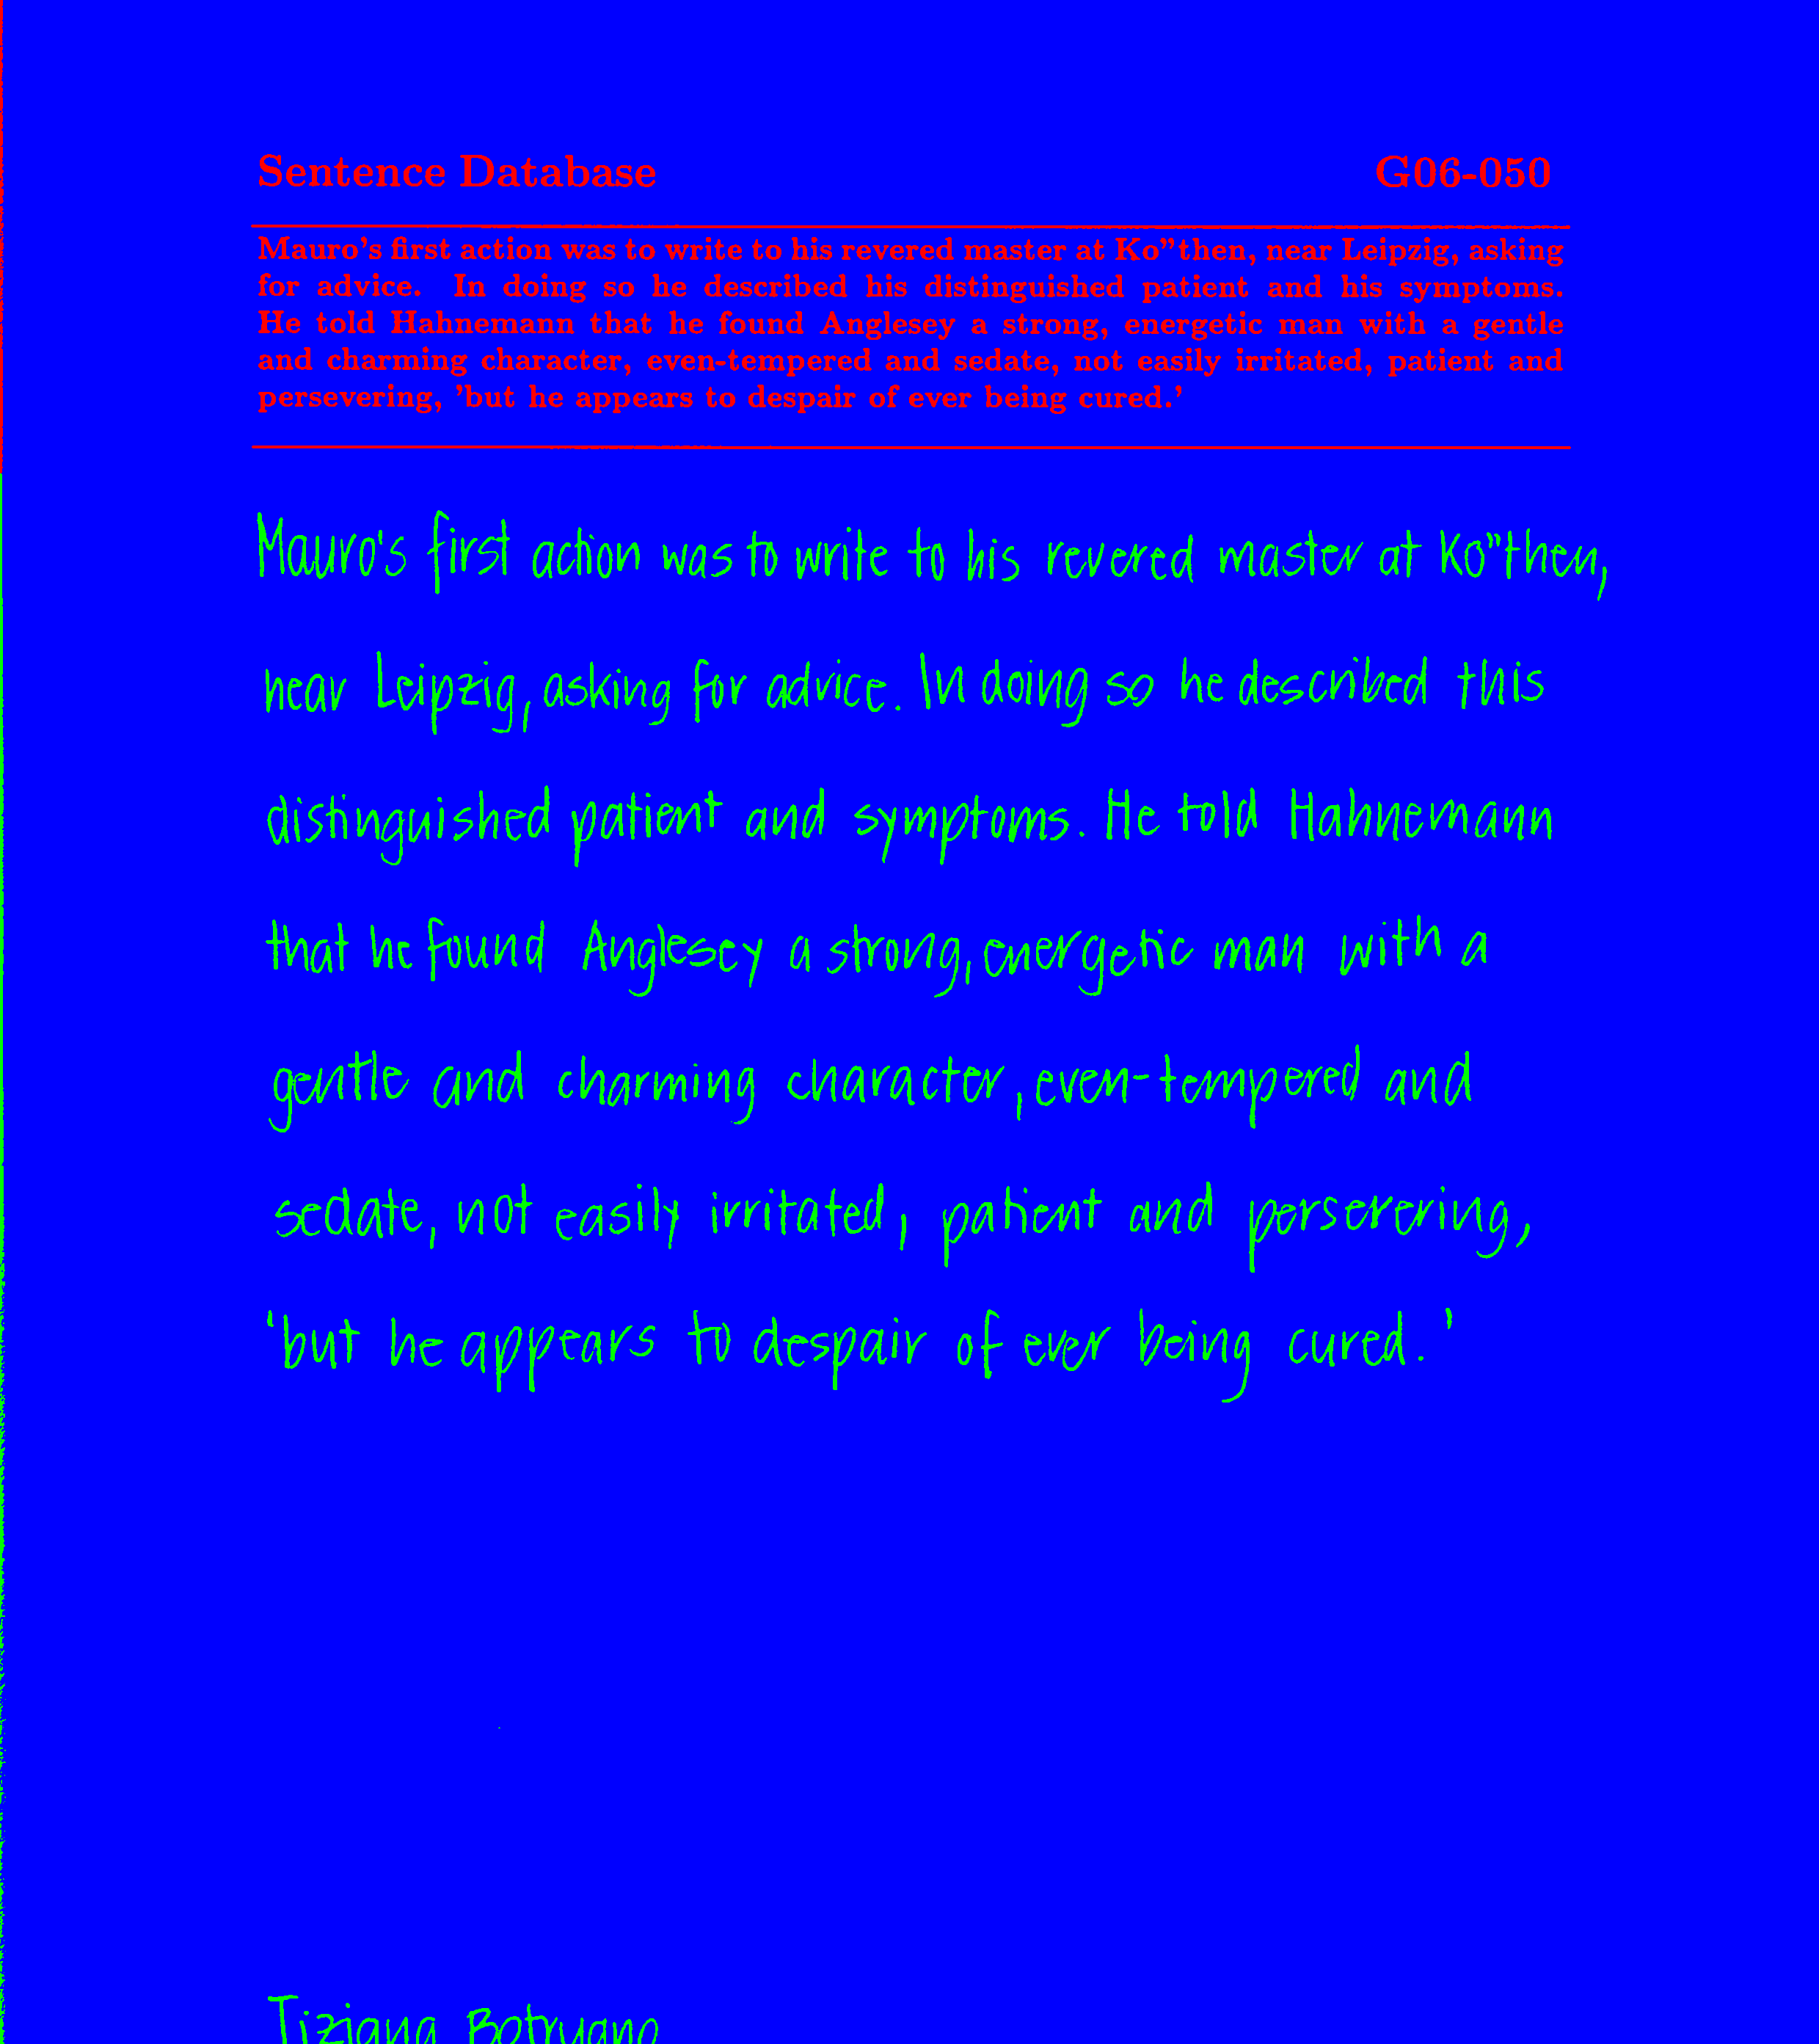 Sentence Database G06-050
Mauro's first action was to write to his revered master at Ko"then, near Leipzig, asking
for advice. In doing so he described his distinguished patient and his symptoms.
He told Hahnemann that he found Anglesey a strong, energetic man with a gentle
and charming character, even-tempered and sedate, not easily irritated, patient and
persevering, 'but he appears to despair of ever being cured.'
Mauro's first action was to write to his revered master at Ko"then,
near Leipzig, asking for advice. In doing so he described this
distinguished patient and symptoms. He told Hahnemann
that he found Anglesey a strong, energetic man with a
gentle and charming character, even-tempered and
sedate, not easily irritated, patient and persevering,
'but he appears to despair of ever being cured.'
Tiziana Botrugno